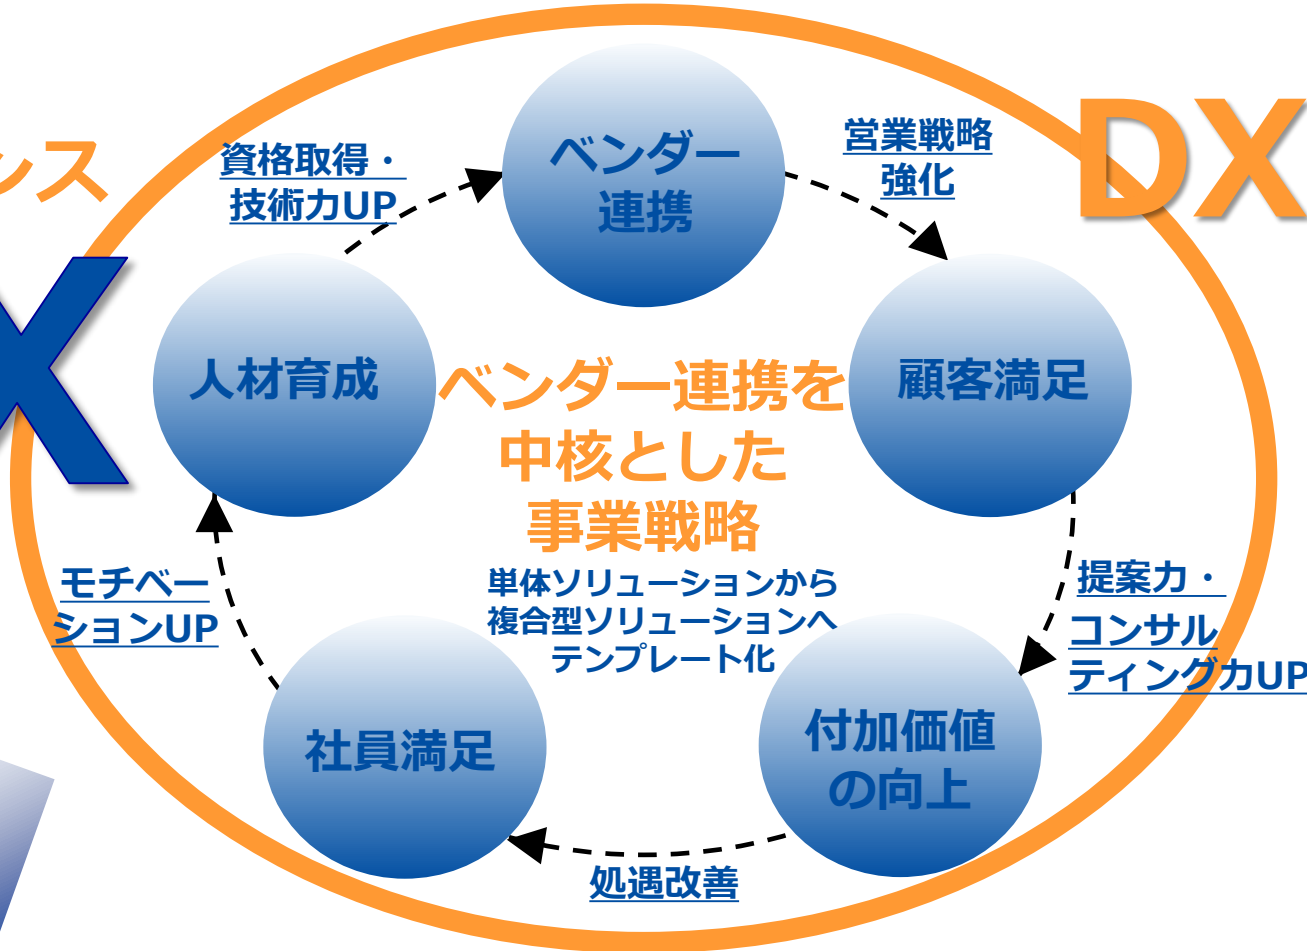 ンス
X
DX
ベンダー
連携
営業戦略
強化
顧客満足
提案力・
コンサル
ティング力UP
付加価値
の向上
処遇改善
社員満足
モチベー
ションUP
人材育成
資格取得・
技術力UP
ベンダー連携を
中核とした
事業戦略
単体ソリューションから
複合型ソリューションへ
テンプレート化